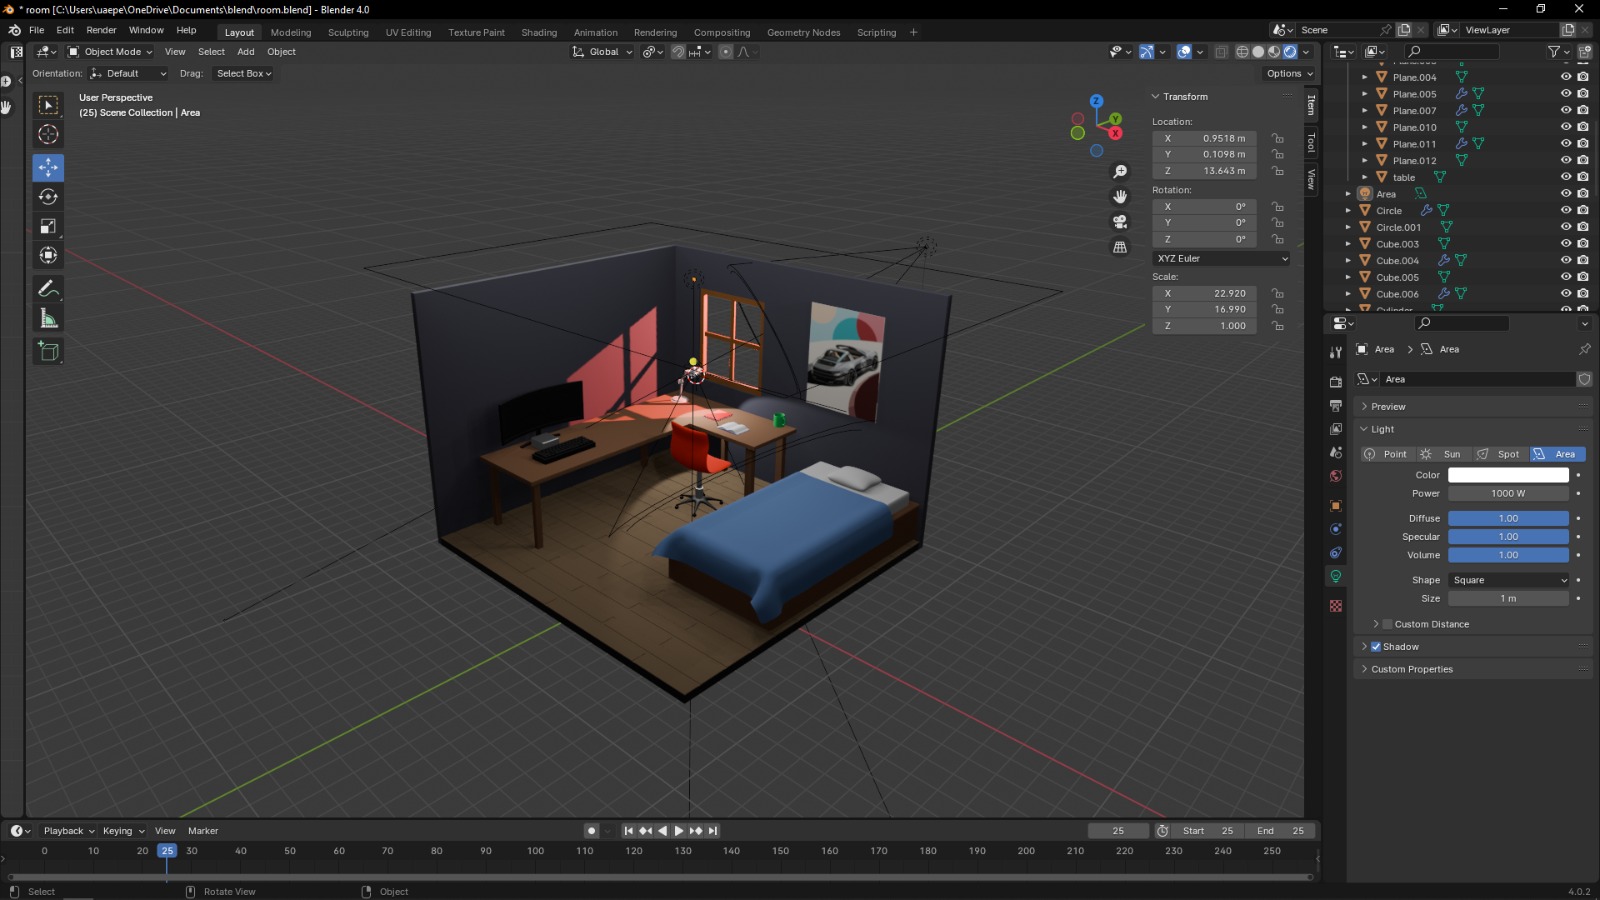 * room [C:\Users\uaepe\OneDrive\Documents\blend\room.blend] - Blender 4.0
File Edit Render Window Help
Layout Modeling Sculpting UV Editing Texture Paint Shading Animation Rendering Compositing Geometry Nodes Scripting +
Scene
ViewLayer
Object Mode View Select Add Object
Global
Orientation: Default Drag: Select Box
Options
User Perspective
(25) Scene Collection | Area
Z
Y
X
Transform
Location:
X 0.9518 m
Y 0.1098 m
Z 13.643 m
Rotation:
X 0°
Y 0°
Z 0°
XYZ Euler
Scale:
X 22.920
Y 16.990
Z 1.000
Item
Tool
View
Plane.004
Plane.005
Plane.007
Plane.010
Plane.011
Plane.012
table
Area
Circle
Circle.001
Cube.003
Cube.004
Cube.005
Cube.006
Area > Area
Area
Preview
Light
Point Sun Spot Area
Color
Power 1000 W
Diffuse 1.00
Specular 1.00
Volume 1.00
Shape Square
Size 1 m
Custom Distance
Shadow
Custom Properties
Playback Keying View Marker
25 Start 25 End 25
0 10 20 25 30 40 50 60 70 80 90 100 110 120 130 140 150 160 170 180 190 200 210 220 230 240 250
Select Rotate View Object
4.0.2